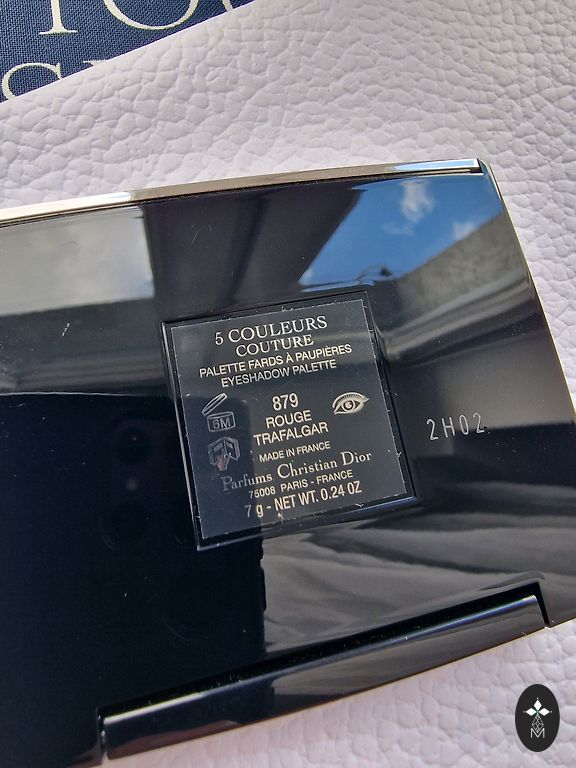 5 COULEURS
COUTURE
PALETTE FARDS À PAUPIÈRES
EYESHADOW PALETTE
879
ROUGE
TRAFALGAR
6M
MADE IN FRANCE
Parfums Christian Dior
75008 PARIS - FRANCE
7 g - NET WT. 0.24 OZ
2H02
M